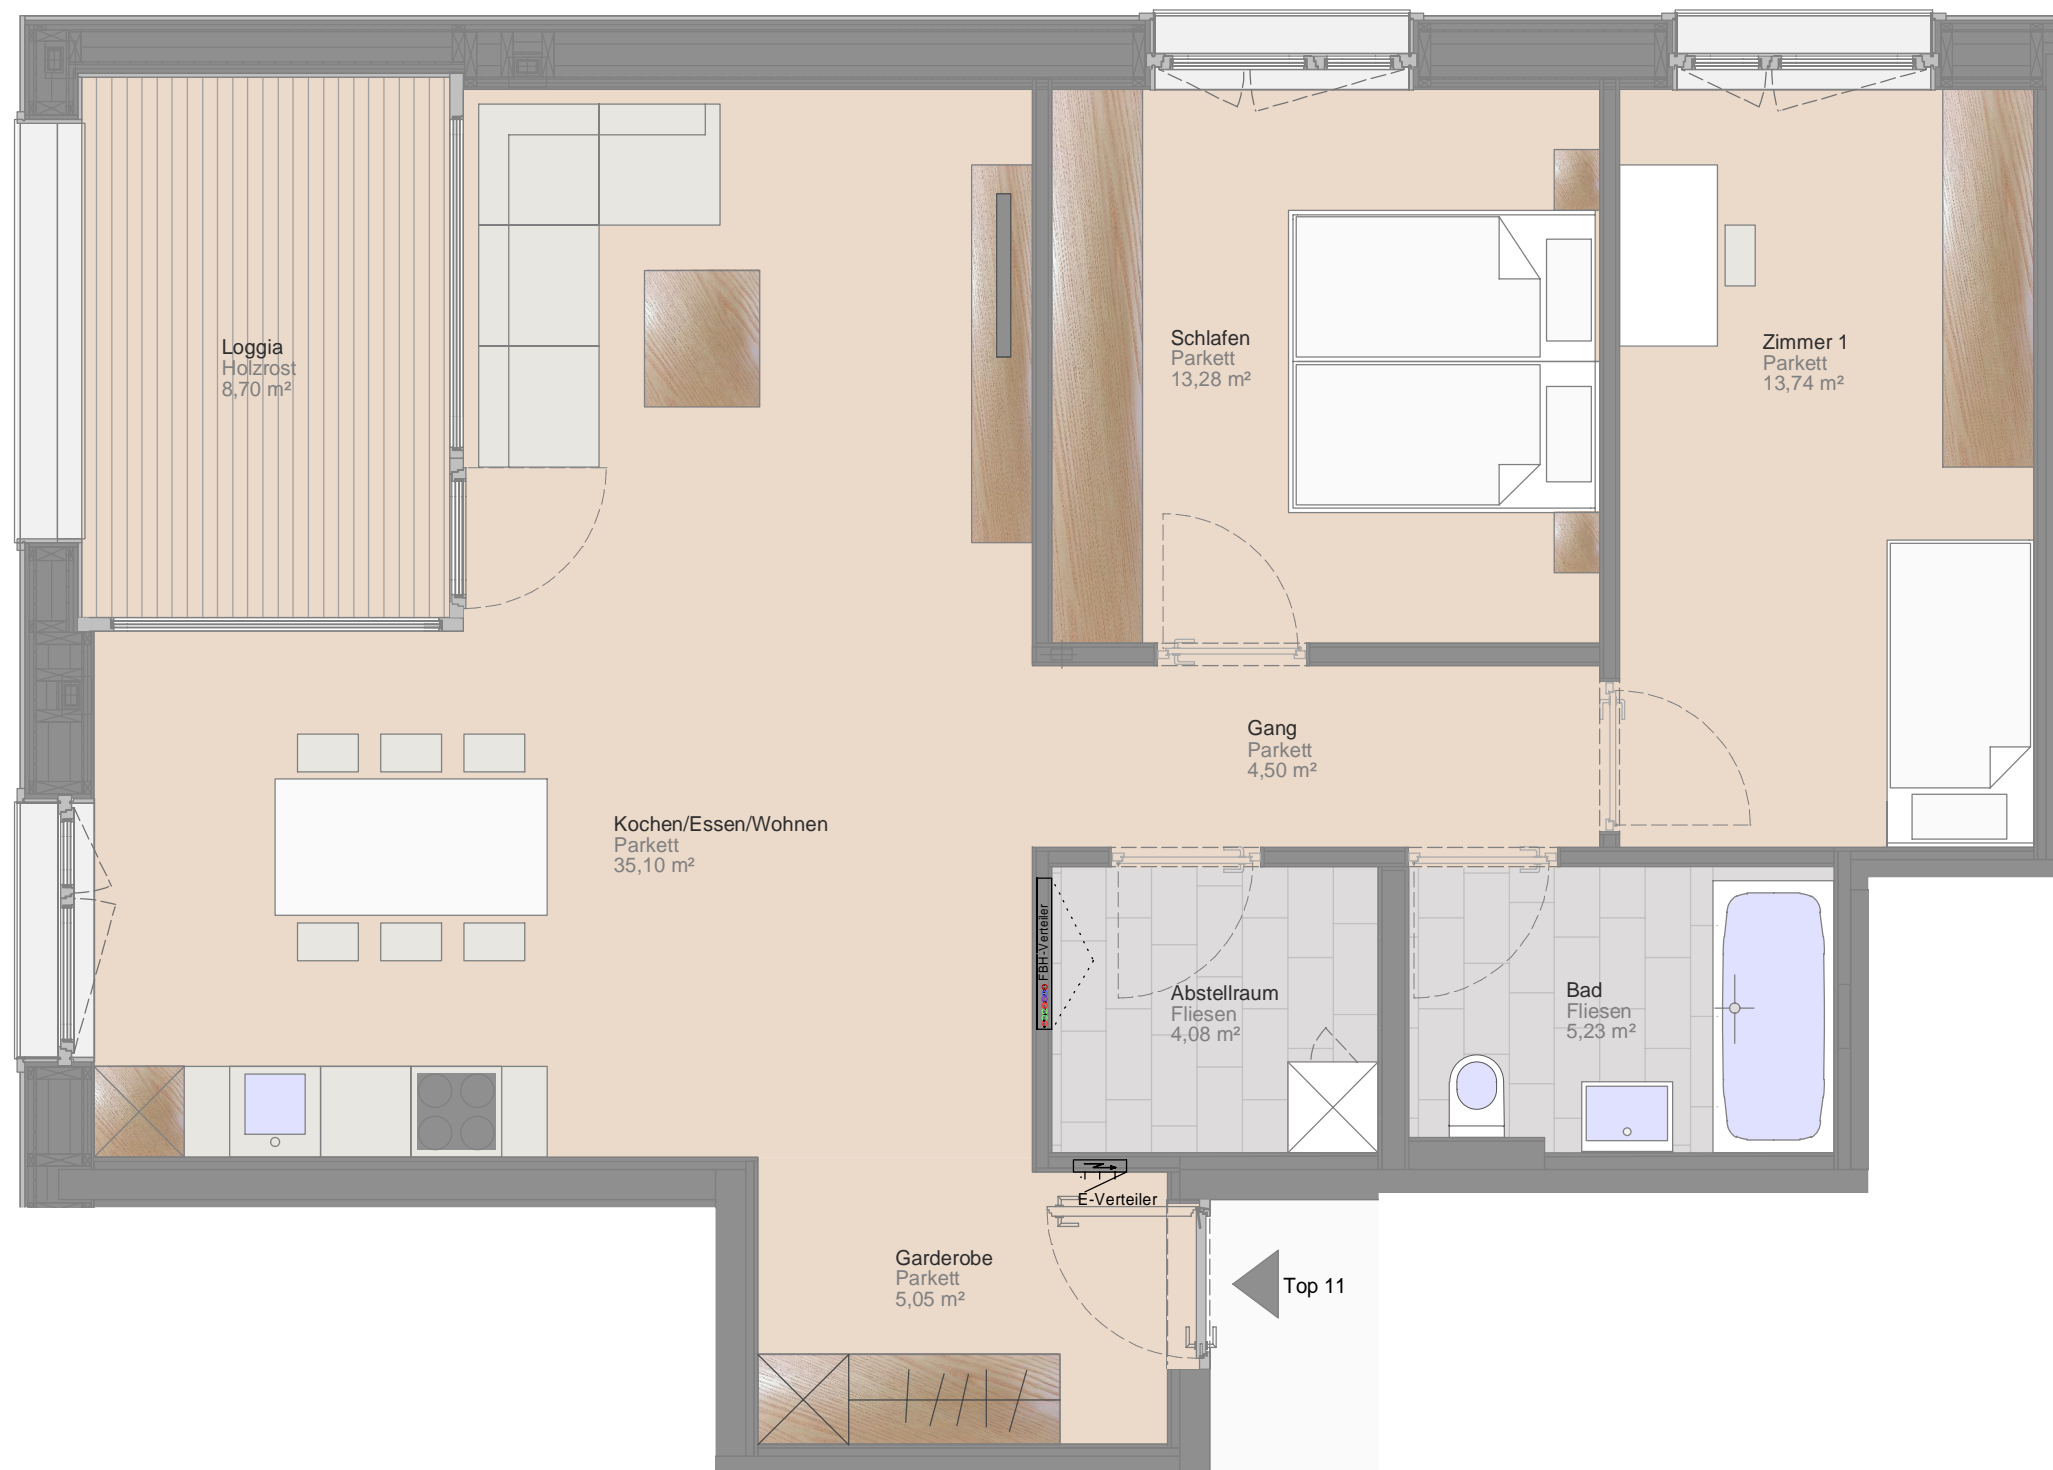 Loggia
Holzrost
8,70 m²
Schlafen
Parkett
13,28 m²
Zimmer 1
Parkett
13,74 m²
Gang
Parkett
4,50 m²
Kochen/Essen/Wohnen
Parkett
35,10 m²
FBH-Verteiler
Abstellraum
Fliesen
4,08 m²
Bad
Fliesen
5,23 m²
E-Verteiler
Garderobe
Parkett
5,05 m²
Top 11